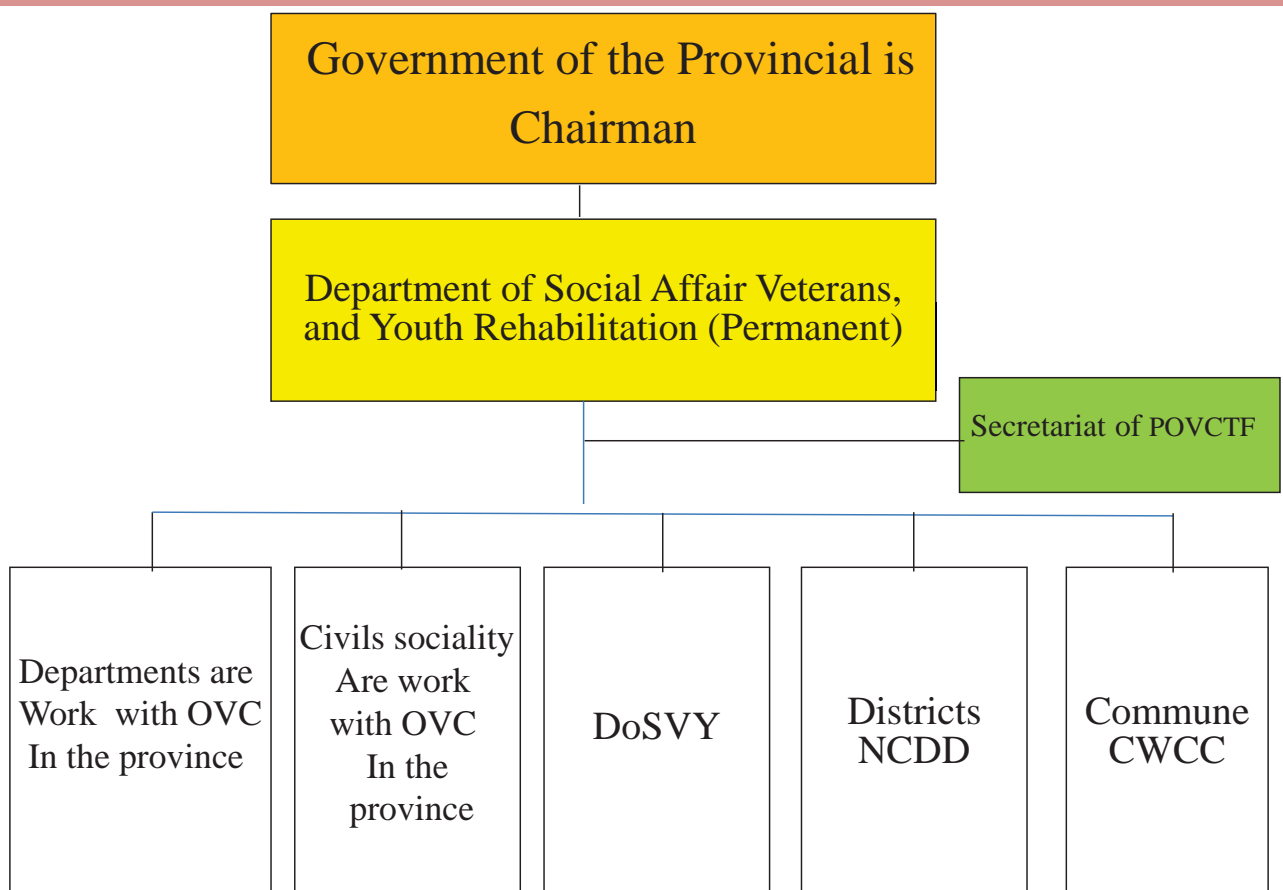 Government of the Provincial is
Chairman
Department of Social Affair Veterans,
and Youth Rehabilitation (Permanent)
Secretariat of POVCTF
Departments are
Work with OVC
In the province
Civils sociality
Are work
with OVC
In the
province
DoSVY
Districts
NCDD
Commune
CWCC